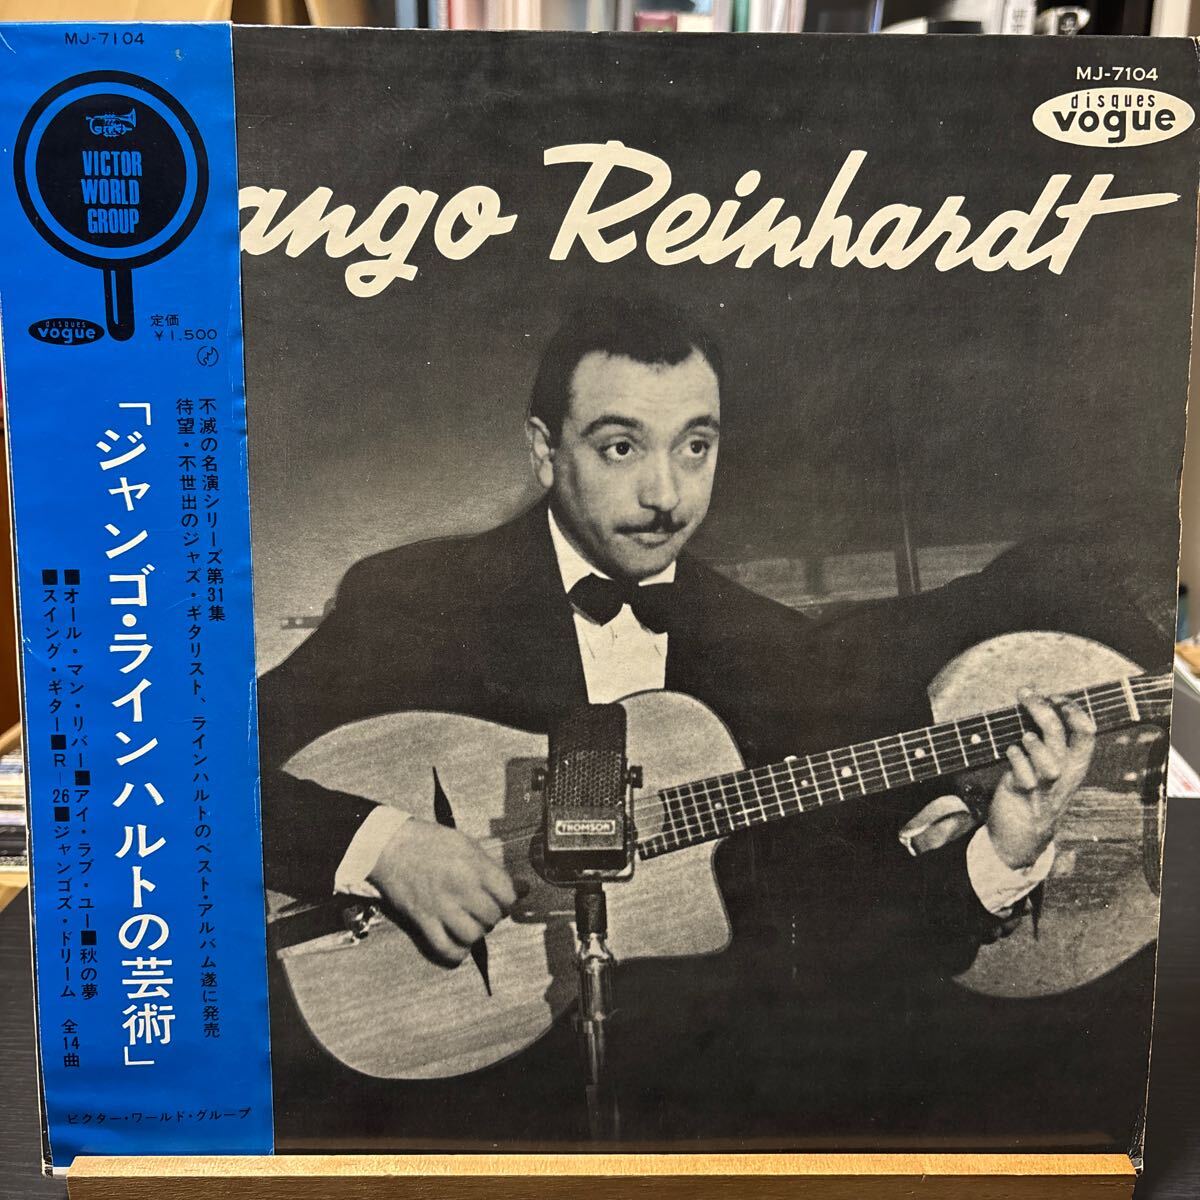 MJ-7104
VICTOR
WORLD
GROUP
disques
vogue
定価
¥1,500
不滅の名演シリーズ第31集
待望・不世出のジャズ・ギタリスト、ラインハルトのベスト・アルバム遂に発売
「ジャンゴ・ラインハルトの芸術」
■オール・マン・リバー■アイ・ラブ・ユー■秋の夢
■スイング・ギター■R-26■ジャンゴズ・ドリーム 全14曲
ビクター・ワールド・グループ
MJ-7104
disques
vogue
ango Reinhardt
THOMSON